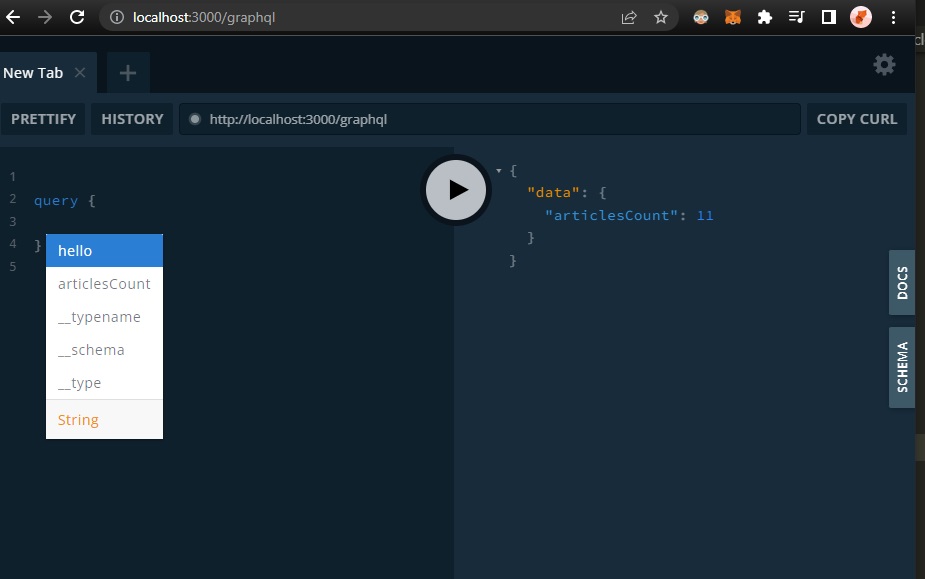 localhost:3000/graphql
cl
New Tab
PRETTIFY HISTORY http://localhost:3000/graphql COPY CURL
1
2 query {
3
4 }
5
hello
articlesCount
__typename
__schema
__type
String
{
"data": {
"articlesCount": 11
}
}
DOCS
SCHEMA